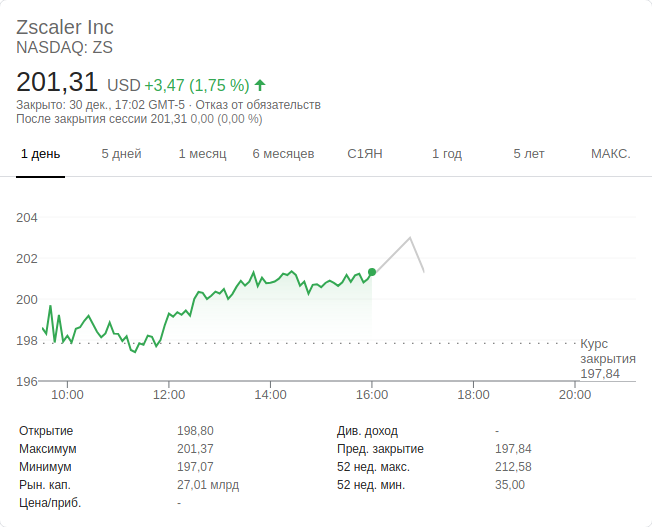 Zscaler Inc
NASDAQ: ZS
201,31 USD +3,47 (1,75 %)
Закрыто: 30 дек., 17:02 GMT-5 · Отказ от обязательств
После закрытия сессии 201,31 0,00 (0,00 %)
1 день 5 дней 1 месяц 6 месяцев С1ЯН 1 год 5 лет МАКС.
204
202
200
198
Курс
закрытия
197,84
196
10:00 12:00 14:00 16:00 18:00 20:00
Открытие 198,80 Див. доход -
Максимум 201,37 Пред. закрытие 197,84
Минимум 197,07 52 нед. макс. 212,58
Рын. кап. 27,01 млрд 52 нед. мин. 35,00
Цена/приб. -